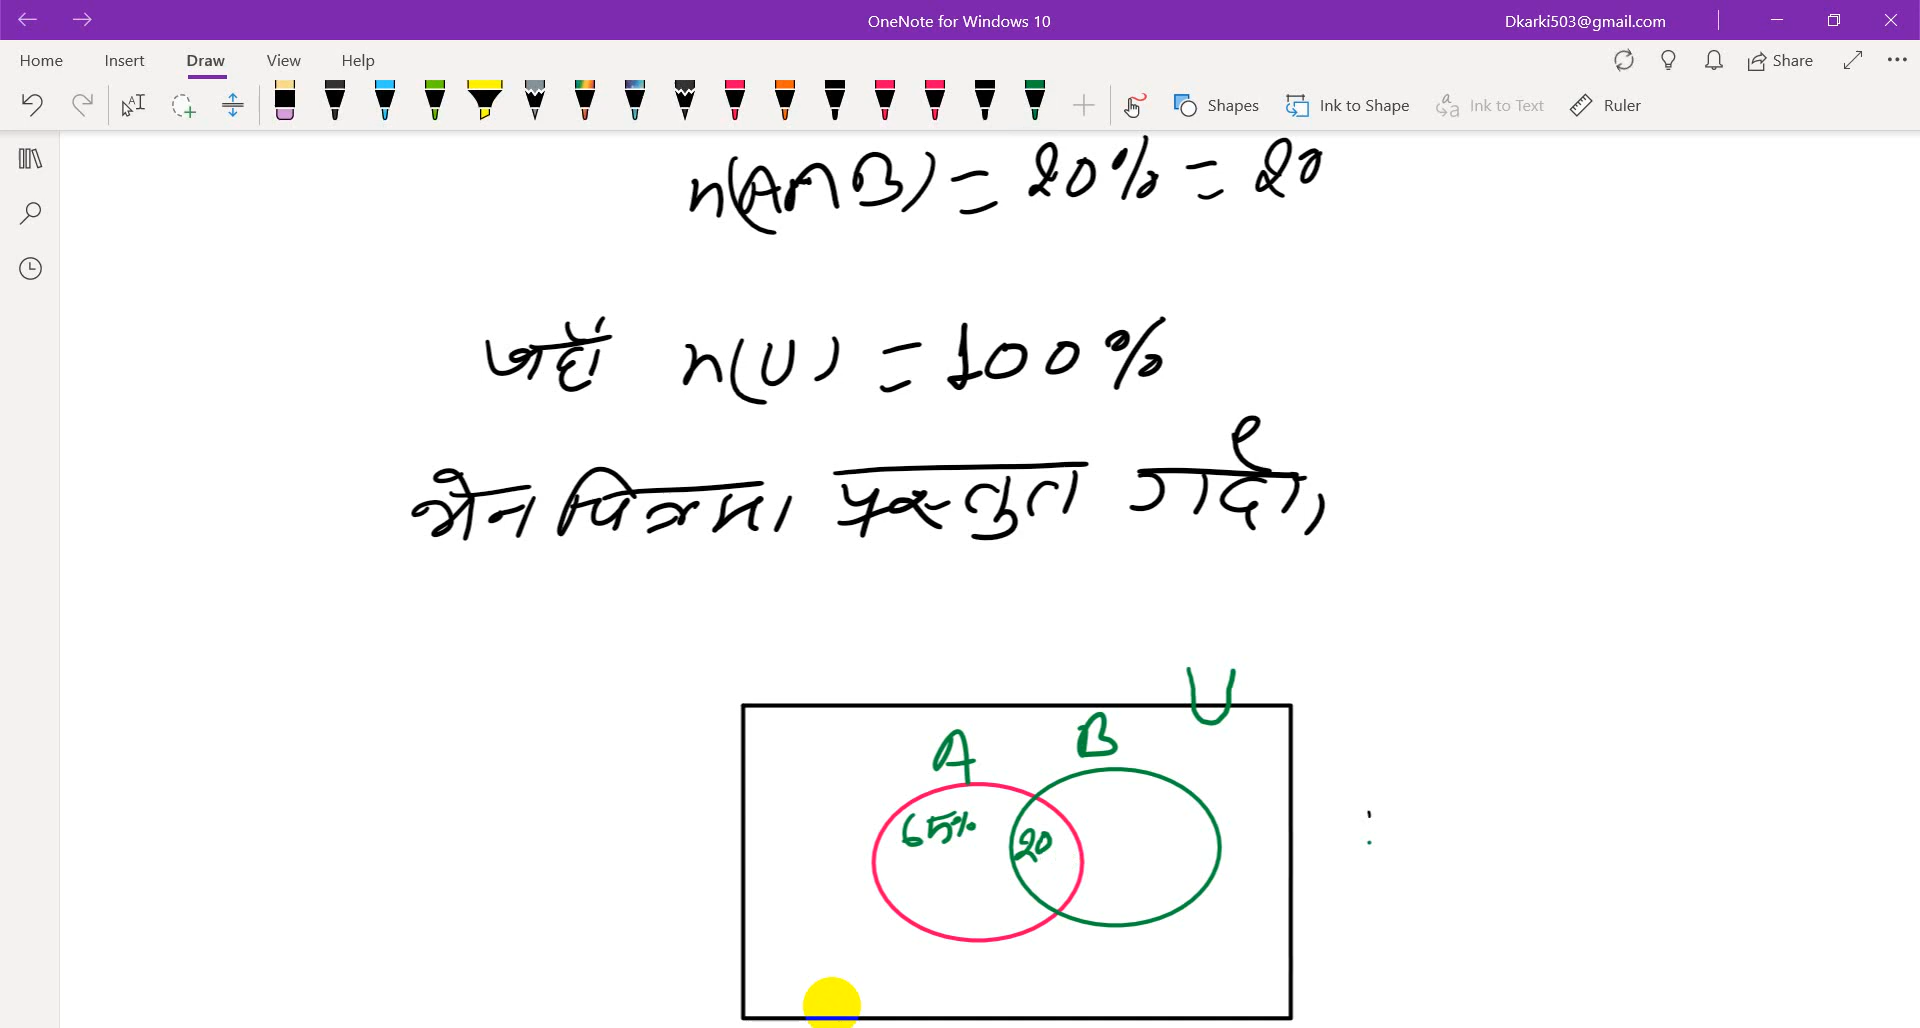 OneNote for Windows 10
Dkarki503@gmail.com
Home Insert Draw View Help
Share
Shapes Ink to Shape Ink to Text Ruler
n(A∩B) = 20% = 20
जहाँ n(U) = 100%
भेन चित्रमा प्रस्तुत गर्दा,
U
A B
65% 20